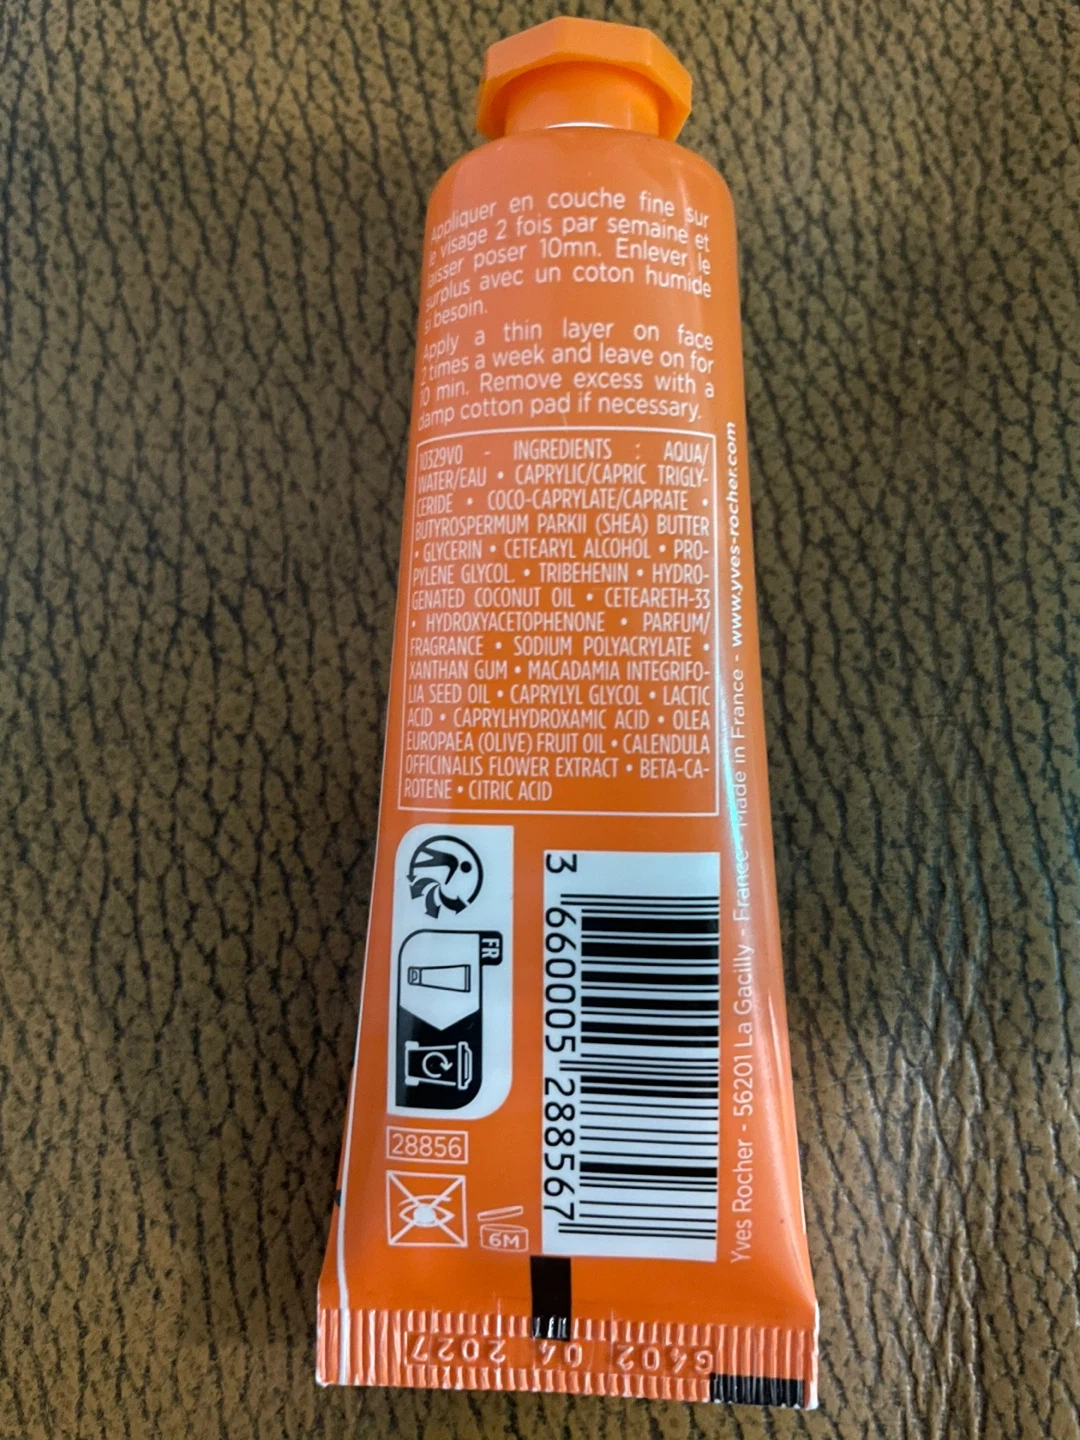 Appliquer en couche fine sur
le visage 2 fois par semaine et
laisser poser 10mn. Enlever le
surplus avec un coton humide
si besoin.
Apply a thin layer on face
2 times a week and leave on for
10 min. Remove excess with a
damp cotton pad if necessary.
10329V0 - INGREDIENTS : AQUA/
WATER/EAU • CAPRYLIC/CAPRIC TRIGLY-
CERIDE • COCO-CAPRYLATE/CAPRATE •
BUTYROSPERMUM PARKII (SHEA) BUTTER
• GLYCERIN • CETEARYL ALCOHOL • PRO-
PYLENE GLYCOL • TRIBEHENIN • HYDRO-
GENATED COCONUT OIL • CETEARETH-33
• HYDROXYACETOPHENONE • PARFUM/
FRAGRANCE • SODIUM POLYACRYLATE •
XANTHAN GUM • MACADAMIA INTEGRIFO-
LIA SEED OIL • CAPRYLYL GLYCOL • LACTIC
ACID • CAPRYLHYDROXAMIC ACID • OLEA
EUROPAEA (OLIVE) FRUIT OIL • CALENDULA
OFFICINALIS FLOWER EXTRACT • BETA-CA-
ROTENE • CITRIC ACID
Yves Rocher - 56201 La Gacilly - France - Made in France - www.yves-rocher.com
FR
3 660005 288567
28856
6M
G402 04 2027